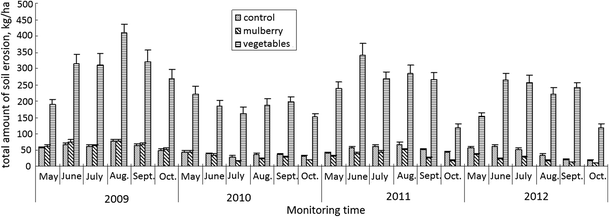 total amount of soil erosion, kg/ha
500
450
400
350
300
250
200
150
100
50
0
control
mulberry
vegetables
May June July Aug. Sept. Oct. May June July Aug. Sept. Oct. May June July Aug. Sept. Oct. May June July Aug. Sept. Oct.
2009 2010 2011 2012
Monitoring time